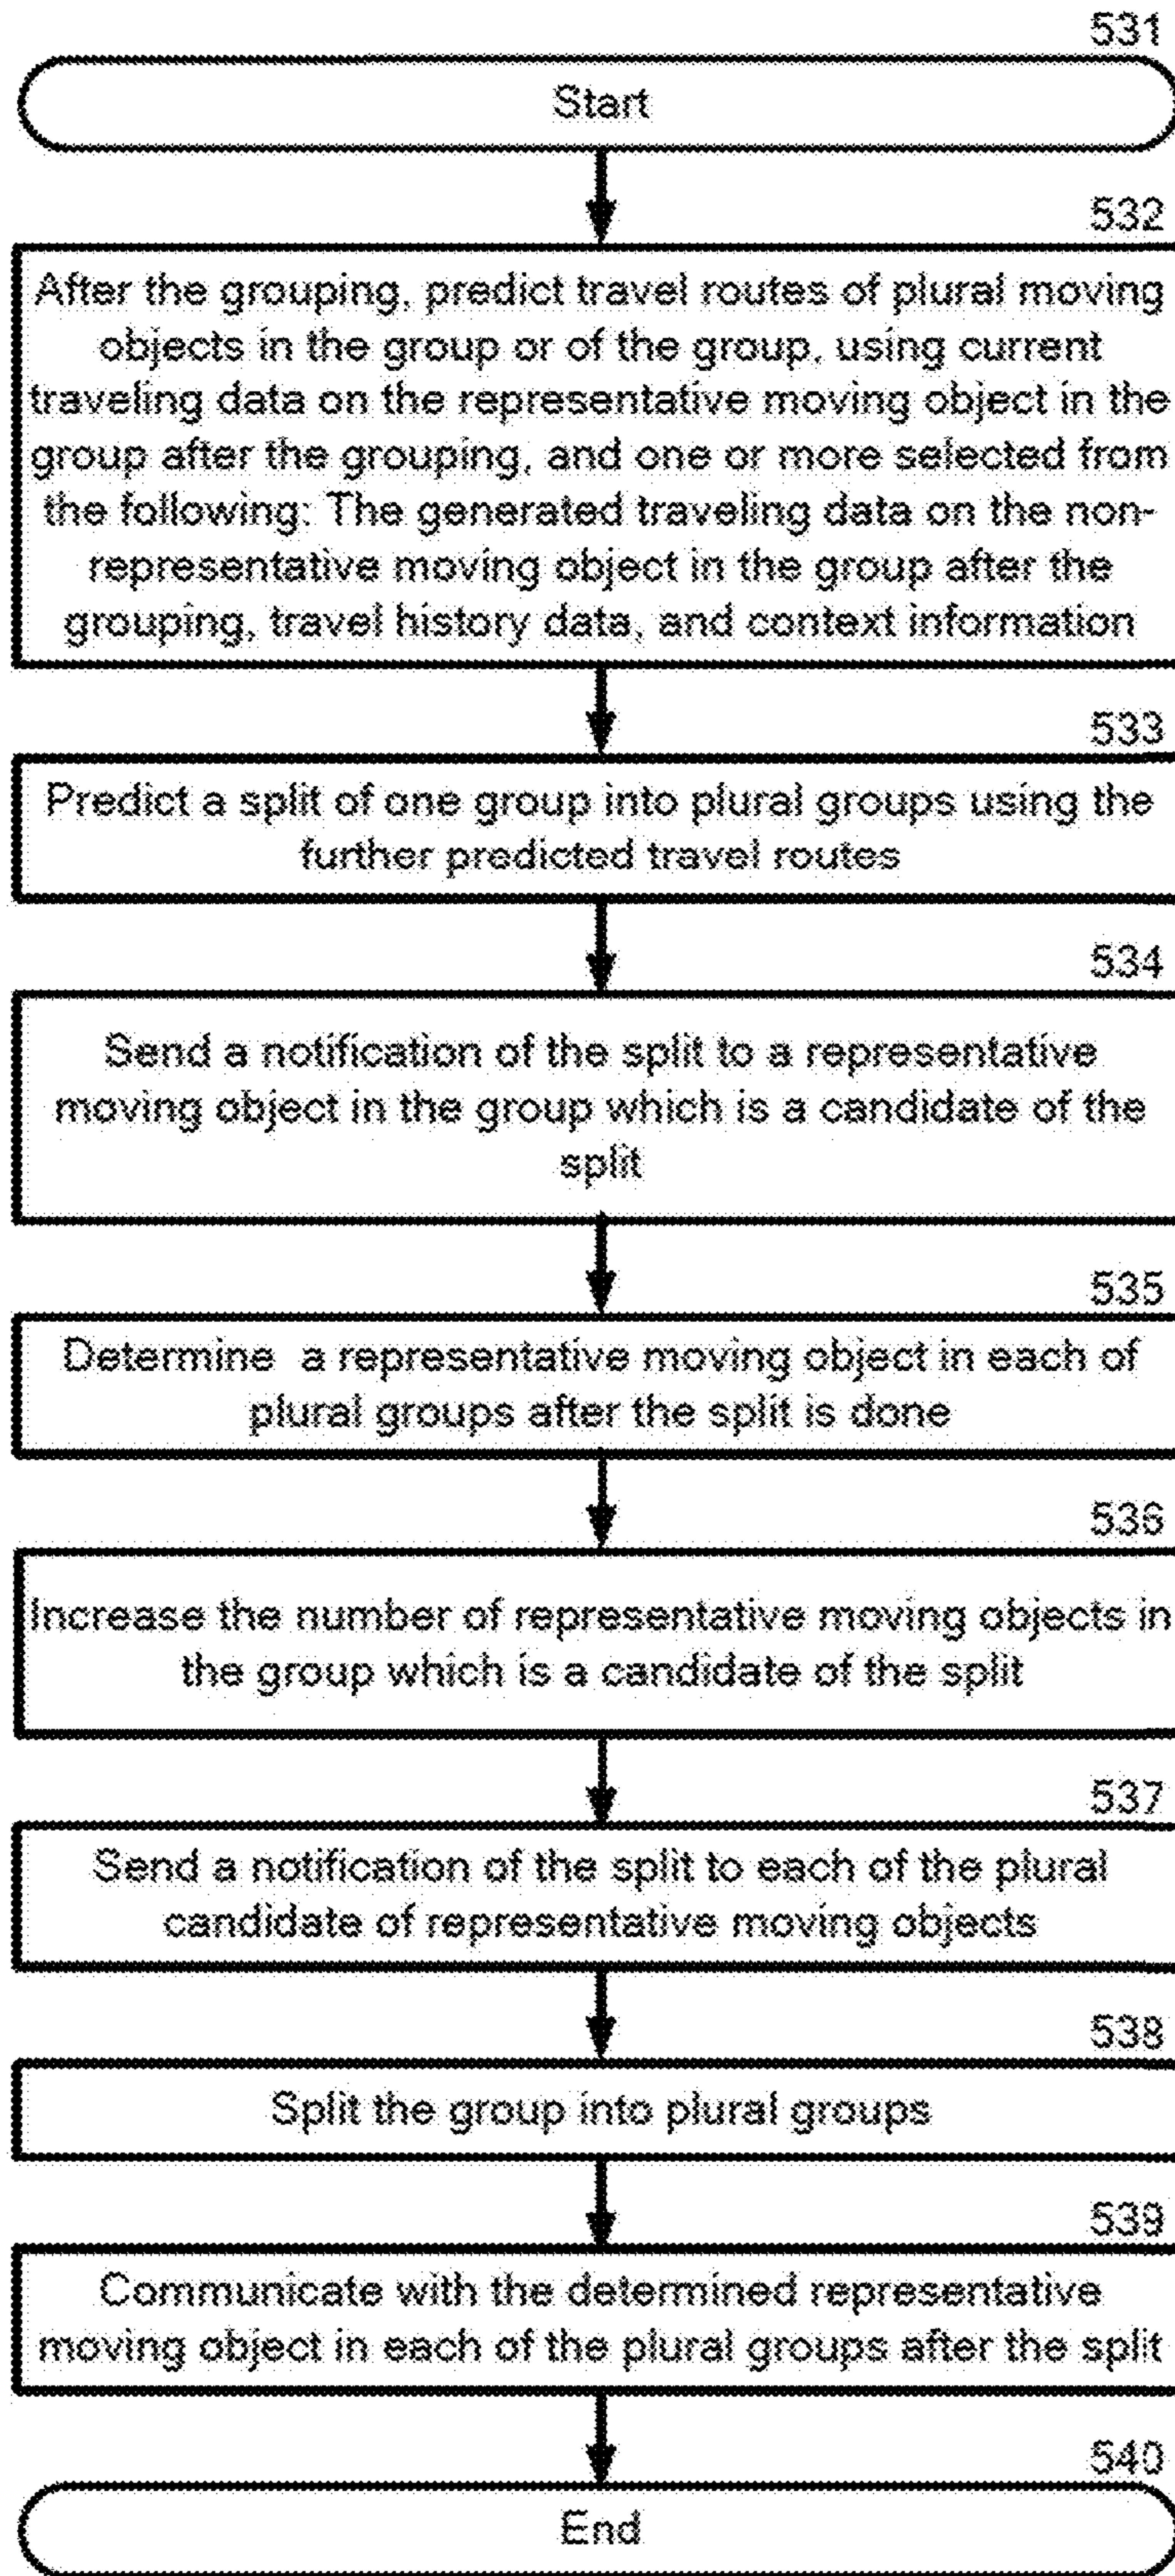 531
Start
532
After the grouping, predict travel routes of plural moving
objects in the group or of the group, using current
traveling data on the representative moving object in the
group after the grouping, and one or more selected from
the following: The generated traveling data on the non-
representative moving object in the group after the
grouping, travel history data, and context information
533
Predict a split of one group into plural groups using the
further predicted travel routes
534
Send a notification of the split to a representative
moving object in the group which is a candidate of the
split
535
Determine a representative moving object in each of
plural groups after the split is done
536
Increase the number of representative moving objects in
the group which is a candidate of the split
537
Send a notification of the split to each of the plural
candidate of representative moving objects
538
Split the group into plural groups
539
Communicate with the determined representative
moving object in each of the plural groups after the split
540
End